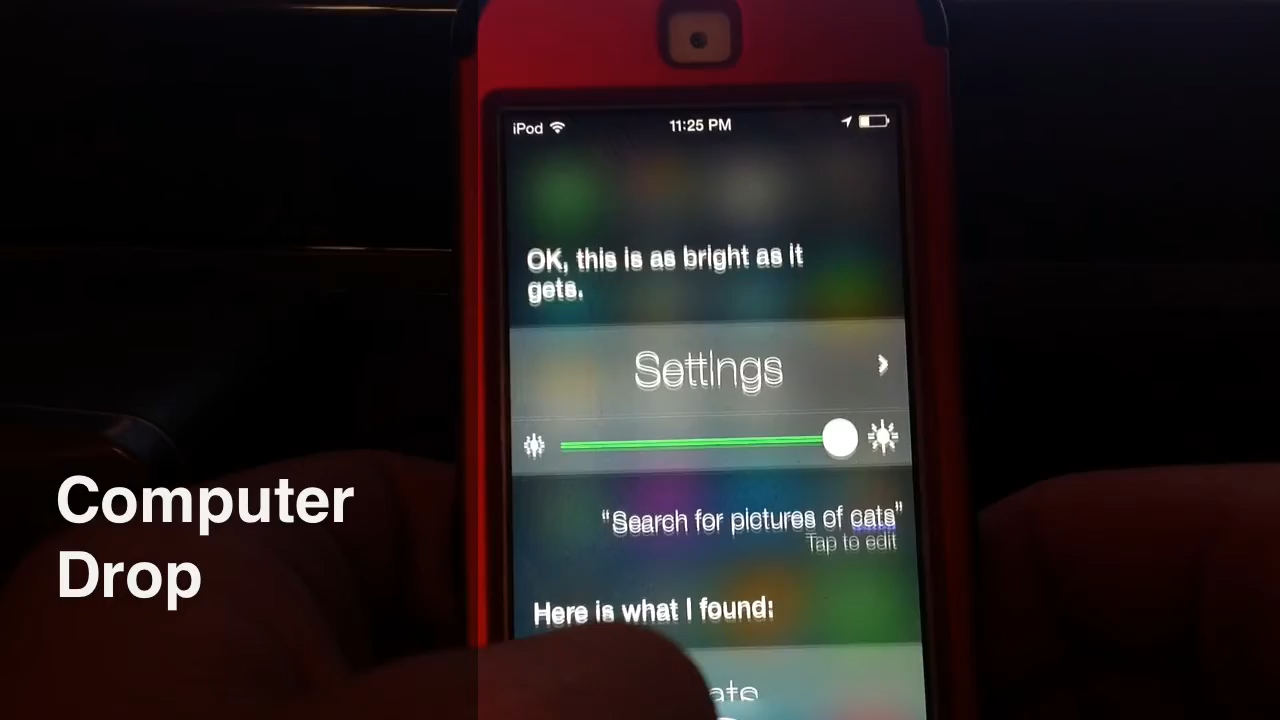 iPod 11:25 PM
OK, this is as bright as it
gets.
Settings
“Search for pictures of cats”
Tap to edit
Here is what I found:
Computer
Drop